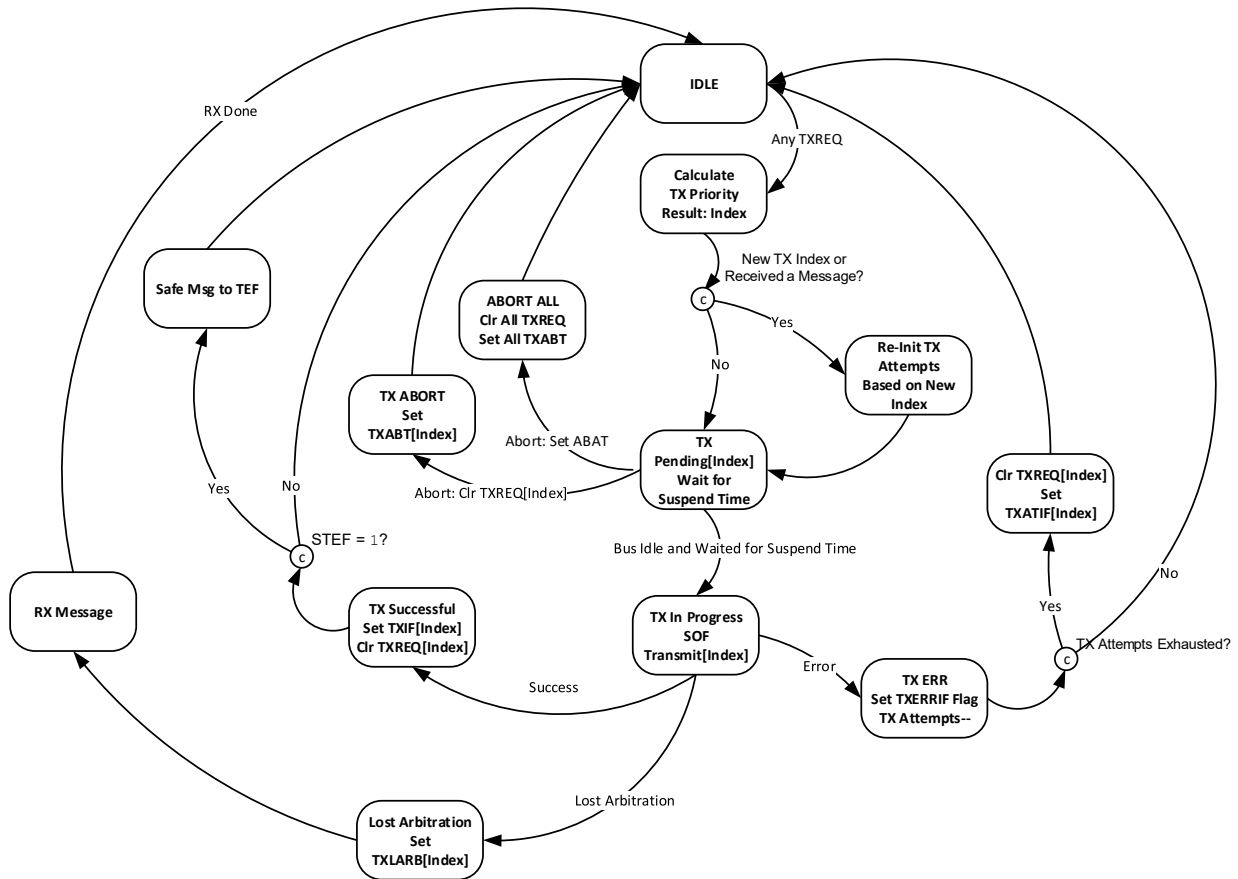 IDLE
RX Done
Any TXREQ
Calculate
TX Priority
Result: Index
New TX Index or
Received a Message?
Safe Msg to TEF
ABORT ALL
Clr All TXREQ
Set All TXABT
c
Yes
No
Re-Init TX
Attempts
Based on New
Index
TX ABORT
Set
TXABT[Index]
Abort: Set ABAT
TX
Pending[Index]
Wait for
Suspend Time
Abort: Clr TXREQ[Index]
Clr TXREQ[Index]
Set
TXATIF[Index]
Yes
No
STEF = 1?
c
Bus Idle and Waited for Suspend Time
No
RX Message
TX Successful
Set TXIF[Index]
Clr TXREQ[Index]
TX In Progress
SOF
Transmit[Index]
Yes
TX Attempts Exhausted?
c
Error
TX ERR
Set TXERRIF Flag
TX Attempts--
Success
Lost Arbitration
Lost Arbitration
Set
TXLARB[Index]